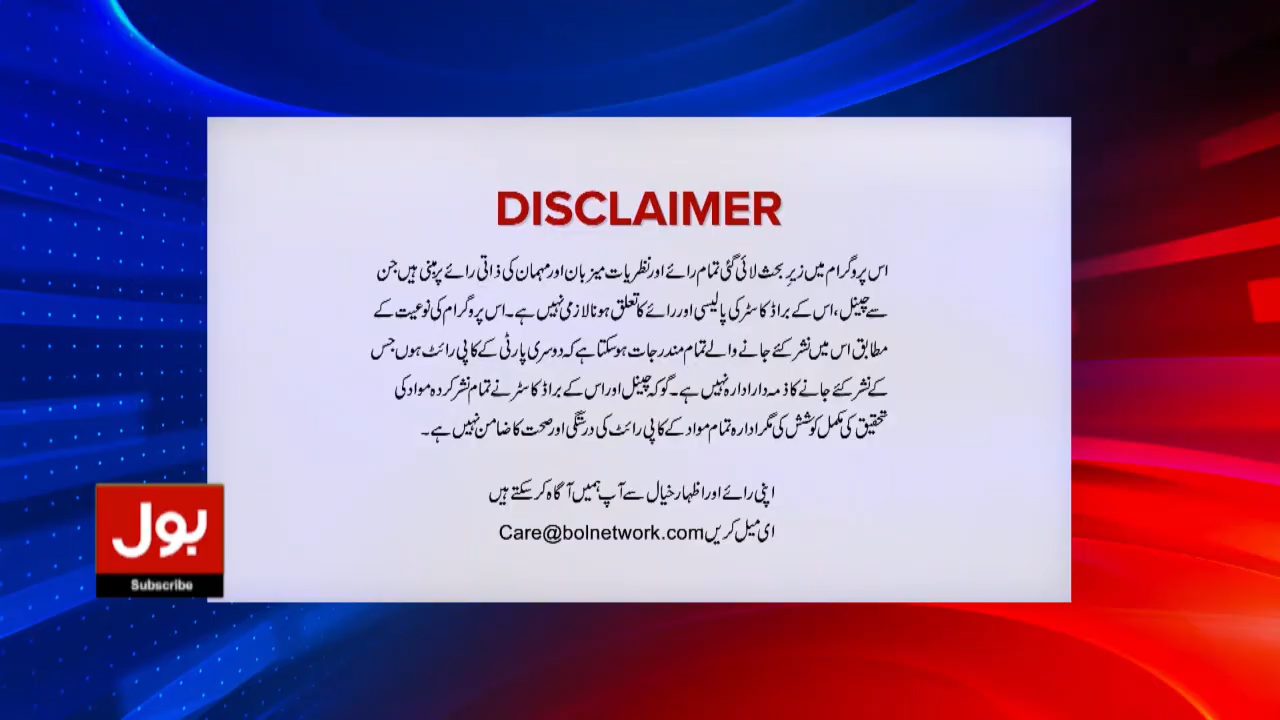 DISCLAIMER
اس پروگرام میں زیرِ بحث لائی گئی تمام رائے اور نظریات میزبان اور مہمان کی ذاتی رائے پر مبنی ہیں جن
سے چینل، اس کے براڈ کاسٹر کی پالیسی اور رائے کا تعلق ہونا لازمی نہیں ہے۔ اس پروگرام کی نوعیت کے
مطابق اس میں نشر کئے جانے والے تمام مندرجات ہوسکتا ہے کہ دوسری پارٹی کے کاپی رائٹ ہوں جس
کے نشر کئے جانے کا ذمہ دار ادارہ نہیں ہے۔ گوکہ چینل اور اس کے براڈ کاسٹر نے تمام نشر کردہ مواد کی
تحقیق کی مکمل کوشش کی مگر ادارہ تمام مواد کے کاپی رائٹ کی درستگی اور صحت کا ضامن نہیں ہے۔
اپنی رائے اور اظہار خیال سے آپ ہمیں آگاہ کرسکتے ہیں
ای میل کریں Care@bolnetwork.com
بول
Subscribe